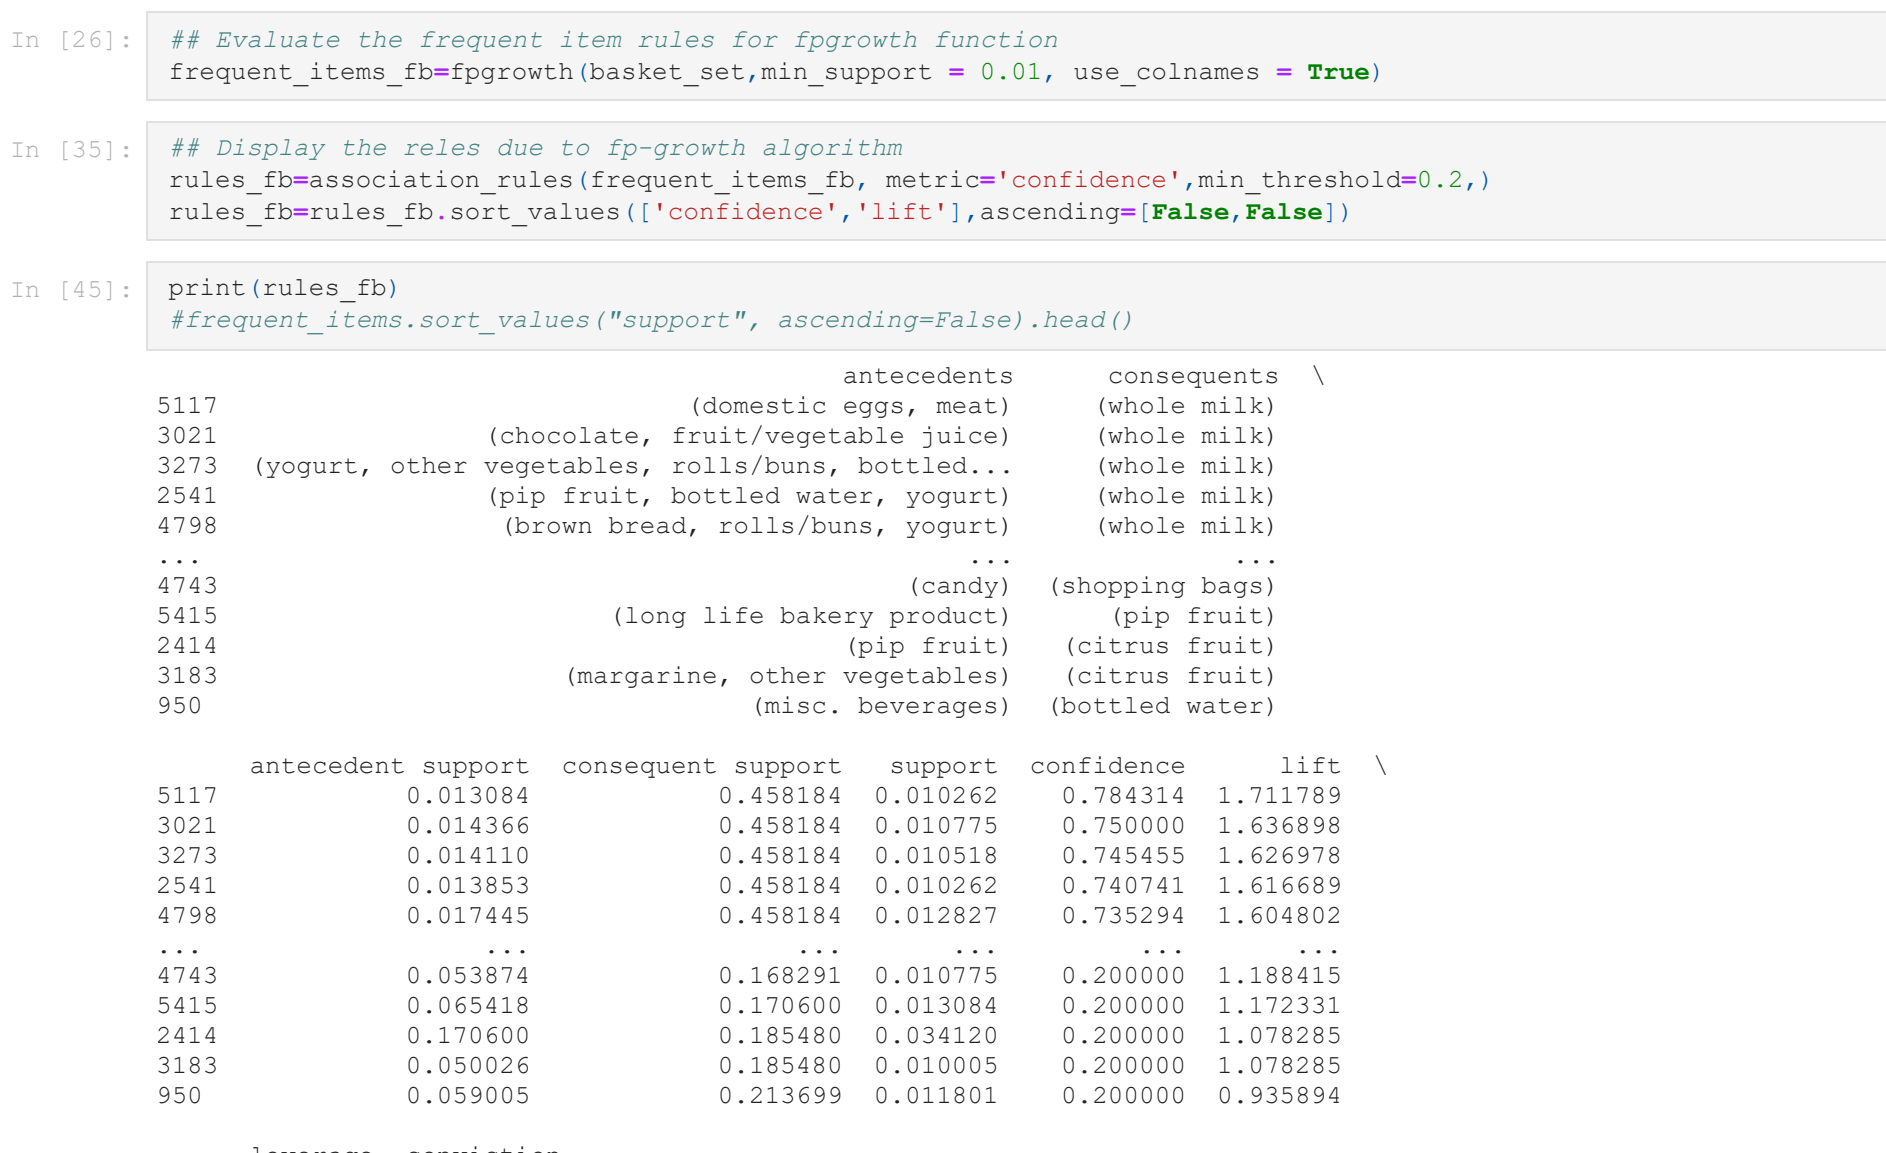 In [26]: ## Evaluate the frequent item rules for fpgrowth function
frequent_items_fb=fpgrowth(basket_set,min_support = 0.01, use_colnames = True)
In [35]: ## Display the reles due to fp-growth algorithm
rules_fb=association_rules(frequent_items_fb, metric='confidence',min_threshold=0.2,)
rules_fb=rules_fb.sort_values(['confidence','lift'],ascending=[False,False])
In [45]: print(rules_fb)
#frequent_items.sort_values("support", ascending=False).head()
antecedents consequents \
5117 (domestic eggs, meat) (whole milk)
3021 (chocolate, fruit/vegetable juice) (whole milk)
3273 (yogurt, other vegetables, rolls/buns, bottled... (whole milk)
2541 (pip fruit, bottled water, yogurt) (whole milk)
4798 (brown bread, rolls/buns, yogurt) (whole milk)
... ... ...
4743 (candy) (shopping bags)
5415 (long life bakery product) (pip fruit)
2414 (pip fruit) (citrus fruit)
3183 (margarine, other vegetables) (citrus fruit)
950 (misc. beverages) (bottled water)
antecedent support consequent support support confidence lift \
5117 0.013084 0.458184 0.010262 0.784314 1.711789
3021 0.014366 0.458184 0.010775 0.750000 1.636898
3273 0.014110 0.458184 0.010518 0.745455 1.626978
2541 0.013853 0.458184 0.010262 0.740741 1.616689
4798 0.017445 0.458184 0.012827 0.735294 1.604802
... ... ... ... ... ...
4743 0.053874 0.168291 0.010775 0.200000 1.188415
5415 0.065418 0.170600 0.013084 0.200000 1.172331
2414 0.170600 0.185480 0.034120 0.200000 1.078285
3183 0.050026 0.185480 0.010005 0.200000 1.078285
950 0.059005 0.213699 0.011801 0.200000 0.935894
leverage conviction